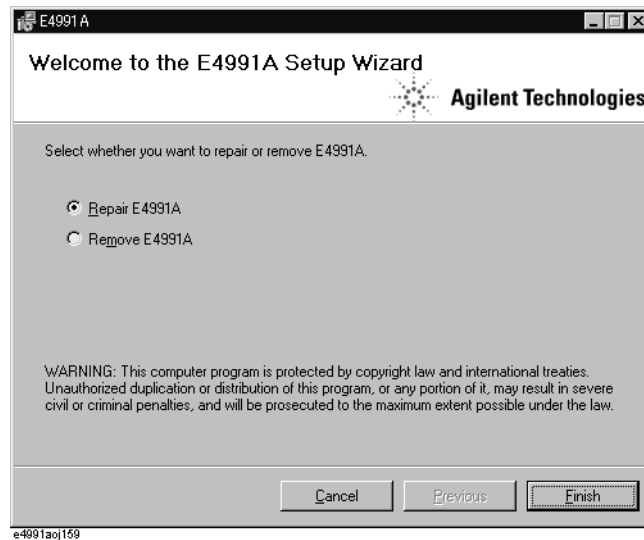 E4991A
Welcome to the E4991A Setup Wizard
Agilent Technologies
Select whether you want to repair or remove E4991A.
Repair E4991A
Remove E4991A
WARNING: This computer program is protected by copyright law and international treaties.
Unauthorized duplication or distribution of this program, or any portion of it, may result in severe
civil or criminal penalties, and will be prosecuted to the maximum extent possible under the law.
Cancel
Previous
Finish
e4991aoj159